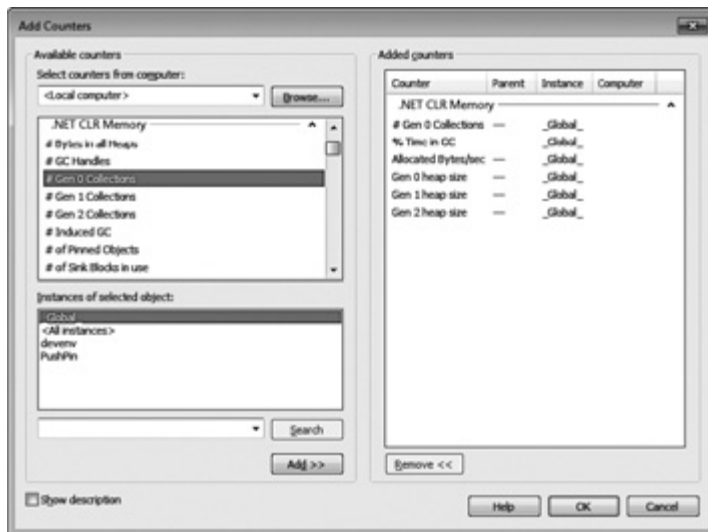 Add Counters
Available counters
Select counters from computer:
<Local computer>
Browse...
.NET CLR Memory
# Bytes in all Heaps
# GC Handles
# Gen 0 Collections
# Gen 1 Collections
# Gen 2 Collections
# Induced GC
# of Pinned Objects
# of Sink Blocks in use
Instances of selected object:
_Global_
<All instances>
devenv
PushPin
Search
Add >>
Show description
Added counters
Counter Parent Instance Computer
.NET CLR Memory
# Gen 0 Collections --- _Global_
% Time in GC --- _Global_
Allocated Bytes/sec --- _Global_
Gen 0 heap size --- _Global_
Gen 1 heap size --- _Global_
Gen 2 heap size --- _Global_
Remove <<
Help
OK
Cancel